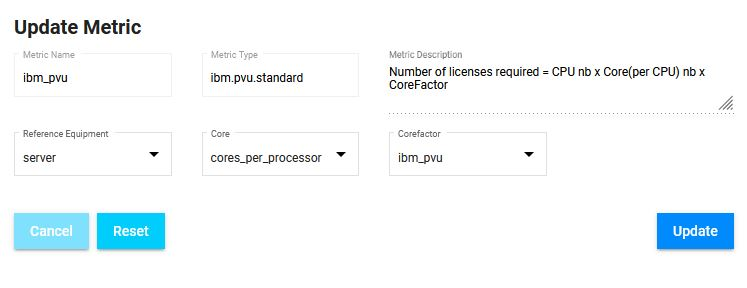 Update Metric
Metric Name
ibm_pvu
Metric Type
ibm.pvu.standard
Metric Description
Number of licenses required = CPU nb x Core(per CPU) nb x
CoreFactor
Reference Equipment
server
Core
cores_per_processor
Corefactor
ibm_pvu
Cancel
Reset
Update